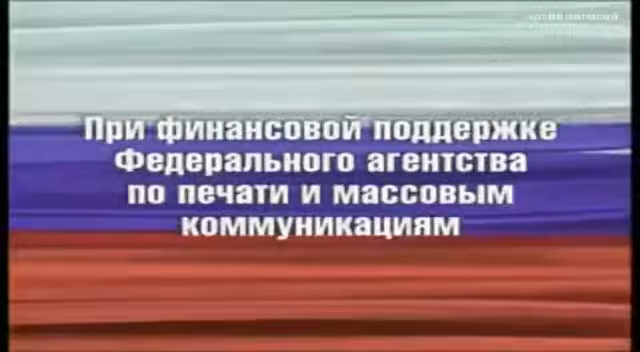 При финансовой поддержке
Федерального агентства
по печати и массовым
коммуникациям